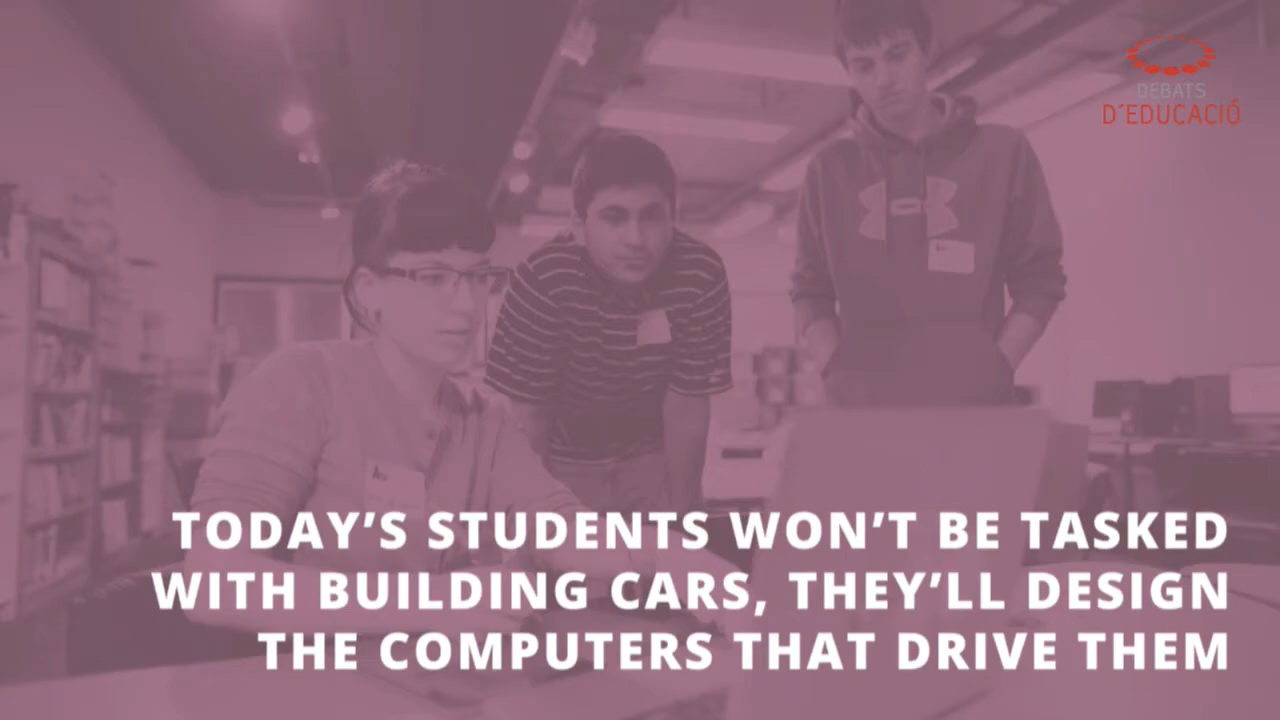 DEBATS
D´EDUCACIÓ
TODAY’S STUDENTS WON’T BE TASKED
WITH BUILDING CARS, THEY’LL DESIGN
THE COMPUTERS THAT DRIVE THEM